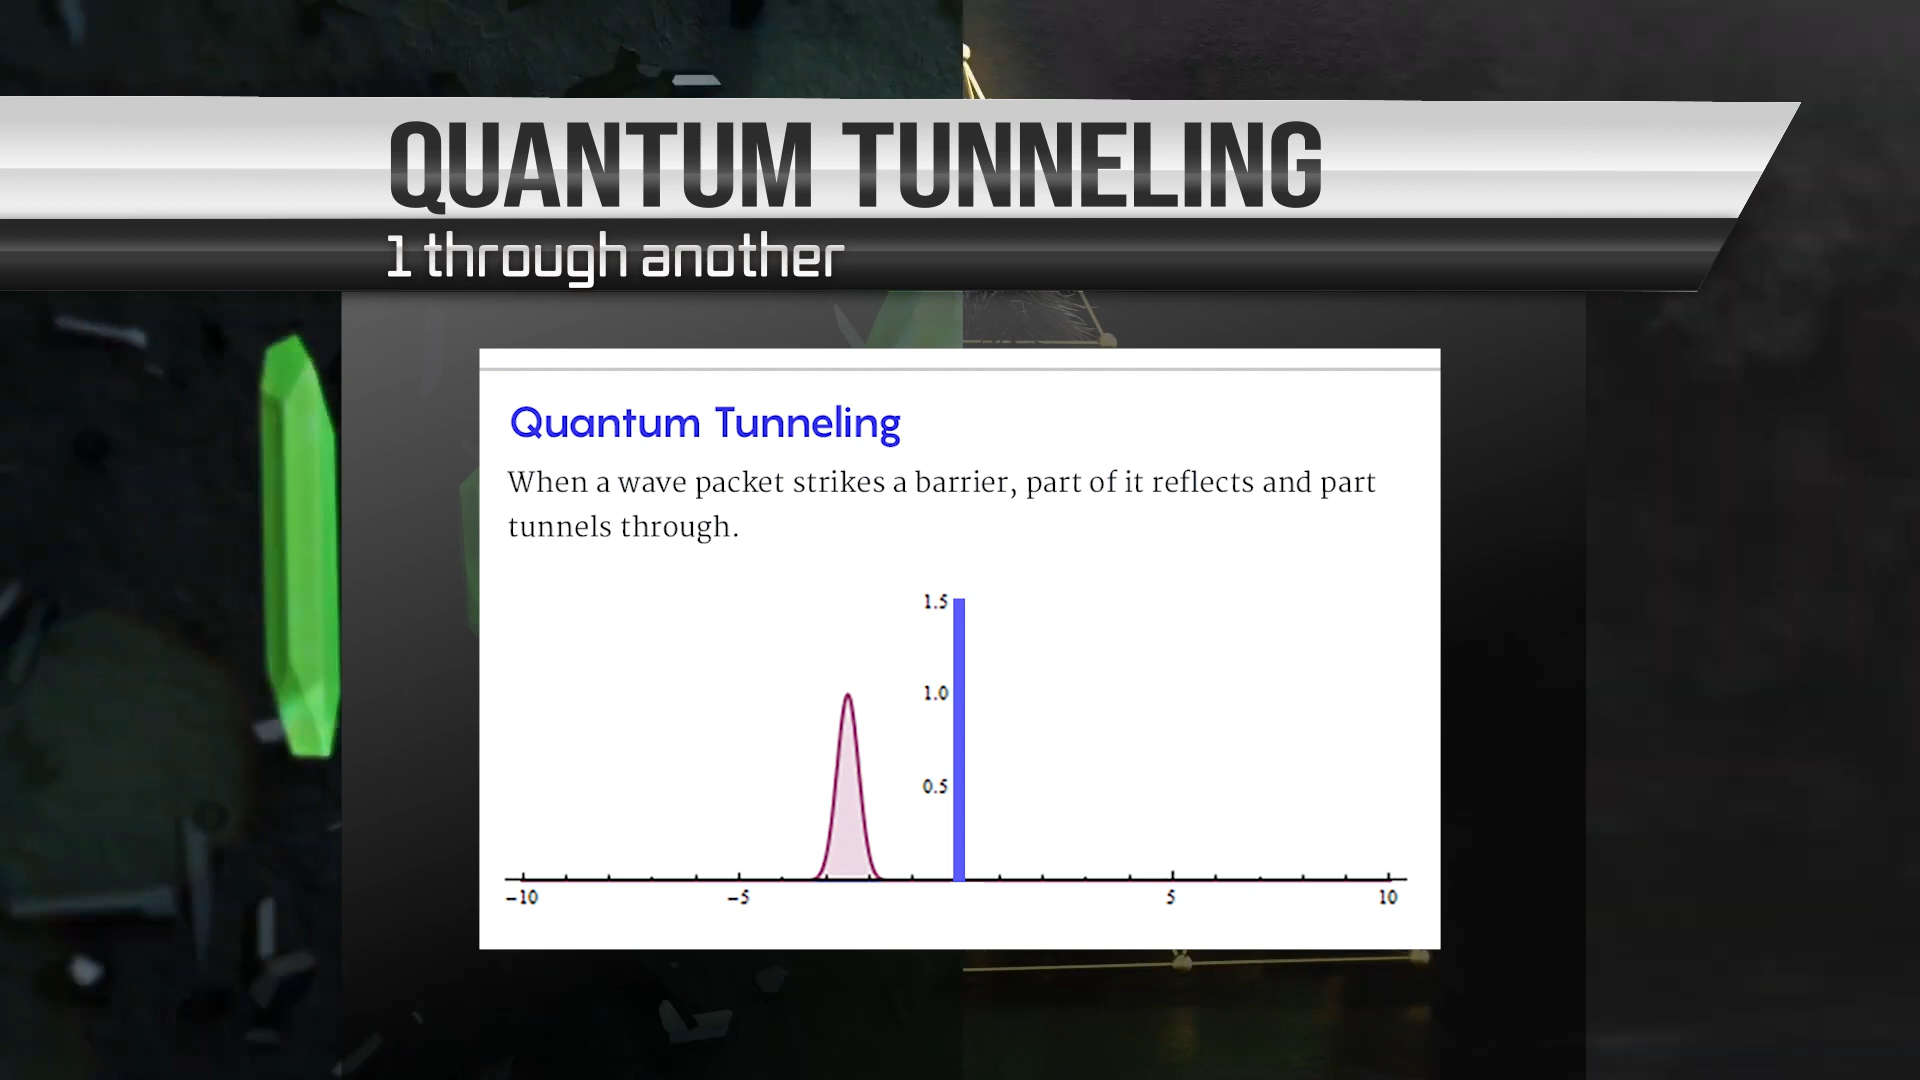 QUANTUM TUNNELING
1 through another
Quantum Tunneling
When a wave packet strikes a barrier, part of it reflects and part
tunnels through.
1.5
1.0
0.5
−10 −5 5 10